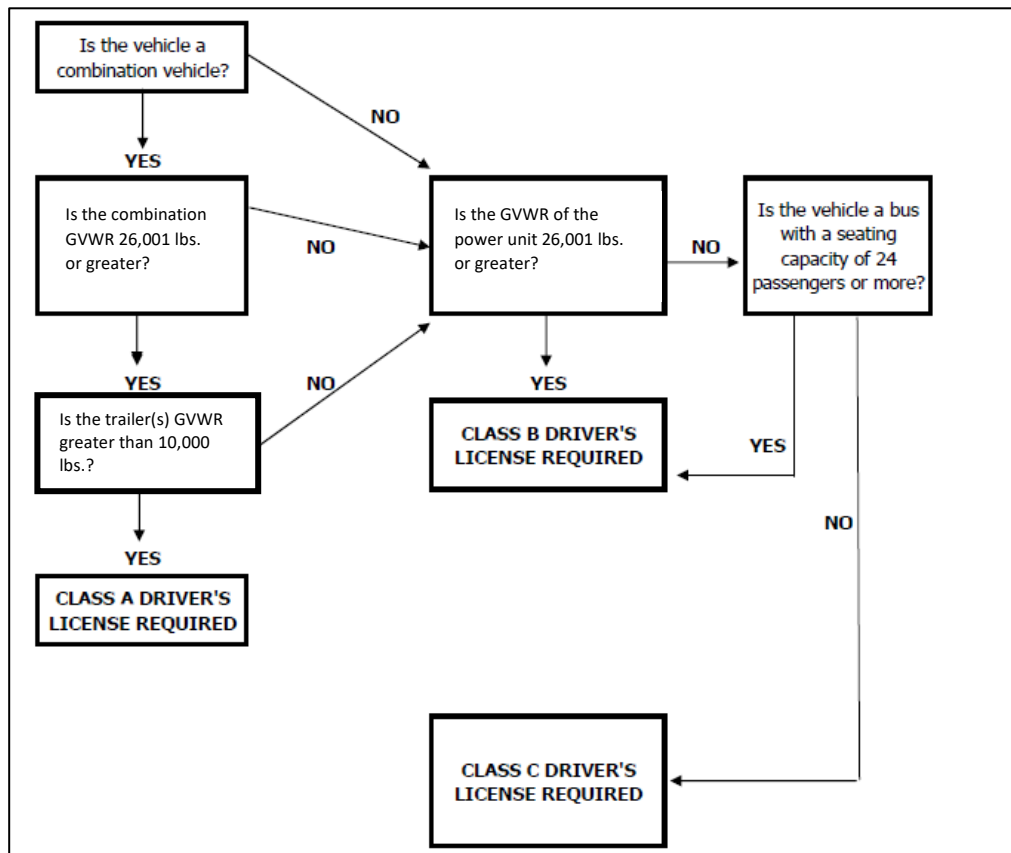 Is the vehicle a
combination vehicle?
NO
YES
Is the combination
GVWR 26,001 lbs.
or greater?
NO
Is the GVWR of the
power unit 26,001 lbs.
or greater?
NO
Is the vehicle a bus
with a seating
capacity of 24
passengers or more?
YES
NO
YES
Is the trailer(s) GVWR
greater than 10,000
lbs.?
CLASS B DRIVER'S
LICENSE REQUIRED
YES
NO
YES
CLASS A DRIVER'S
LICENSE REQUIRED
CLASS C DRIVER'S
LICENSE REQUIRED